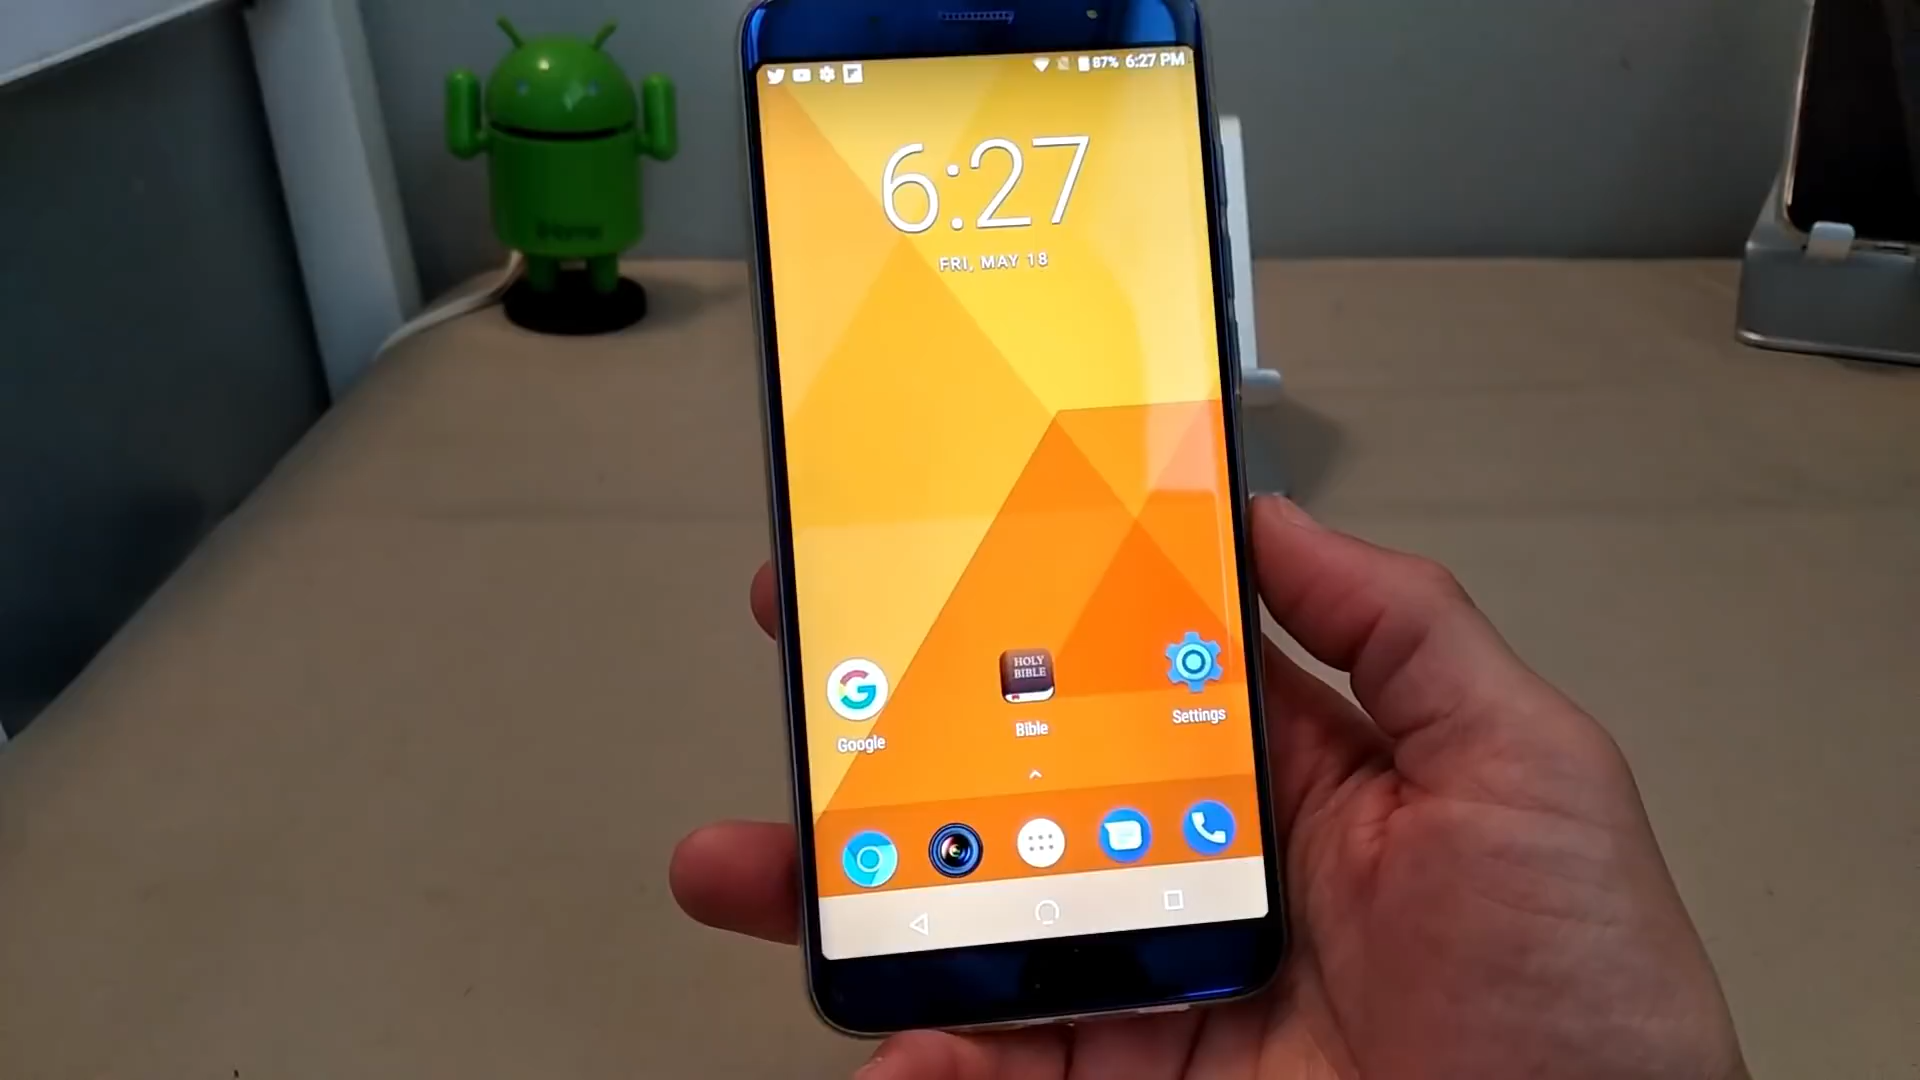 87% 6:27 PM
6:27
FRI, MAY 18
HOLY
BIBLE
Google
Bible
Settings